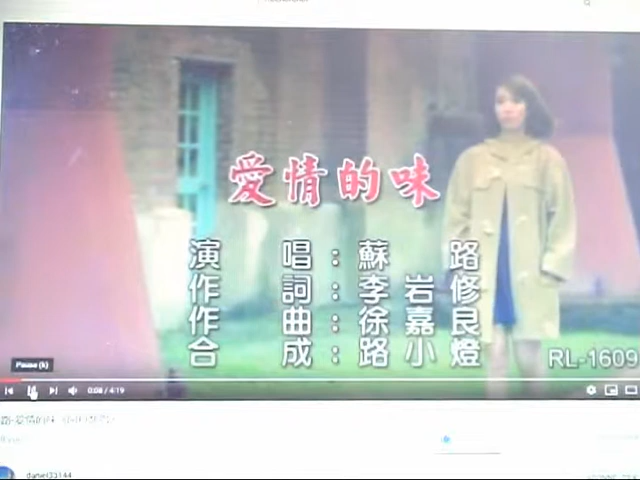 愛情的味
演唱:蘇路
作詞:李岩修
作曲:徐嘉良
合成:路小燈
RL-1609
Pause (k)
0:08 / 4:19
daniel33144